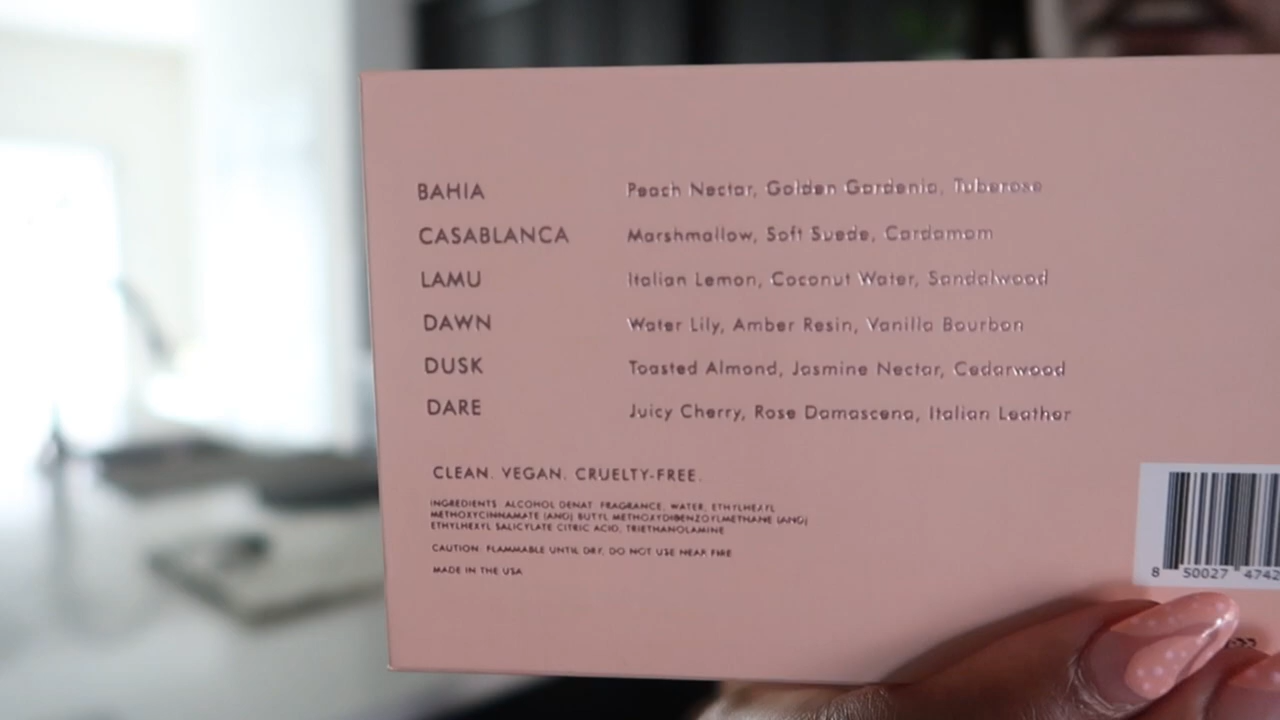 BAHIA Peach Nectar, Golden Gardenia, Tuberose
CASABLANCA Marshmallow, Soft Suede, Cardamom
LAMU Italian Lemon, Coconut Water, Sandalwood
DAWN Water Lily, Amber Resin, Vanilla Bourbon
DUSK Toasted Almond, Jasmine Nectar, Cedarwood
DARE Juicy Cherry, Rose Damascena, Italian Leather
CLEAN. VEGAN. CRUELTY-FREE.
INGREDIENTS: ALCOHOL DENAT. FRAGRANCE, WATER, ETHYLHEXYL
METHOXYCINNAMATE (AND) BUTYL METHOXYDIBENZOYLMETHANE (AND)
ETHYLHEXYL SALICYLATE CITRIC ACID, TRIETHANOLAMINE
CAUTION: FLAMMABLE UNTIL DRY, DO NOT USE NEAR FIRE
MADE IN THE USA
8 50027 4742